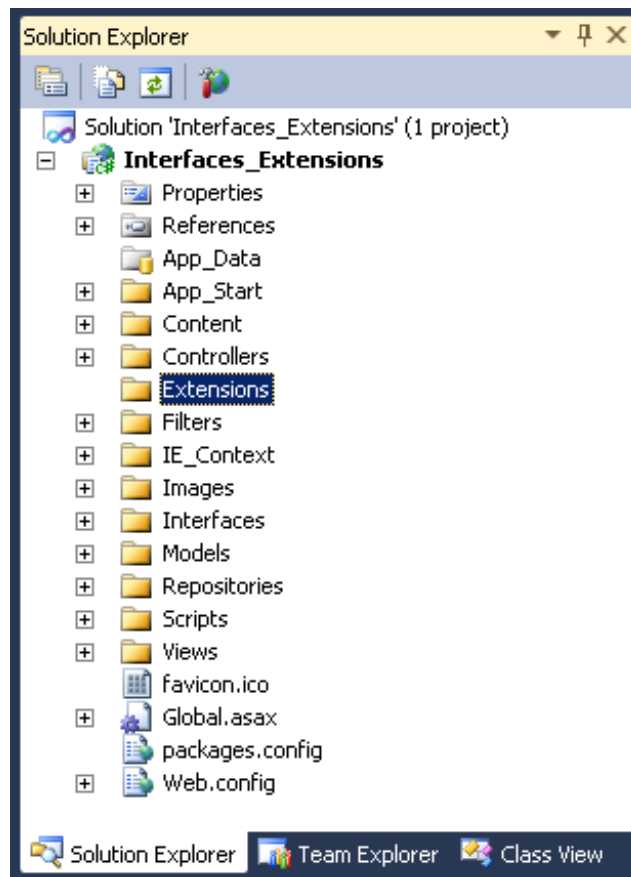 Solution Explorer
Solution 'Interfaces_Extensions' (1 project)
Interfaces_Extensions
Properties
References
App_Data
App_Start
Content
Controllers
Extensions
Filters
IE_Context
Images
Interfaces
Models
Repositories
Scripts
Views
favicon.ico
Global.asax
packages.config
Web.config
Solution Explorer Team Explorer Class View